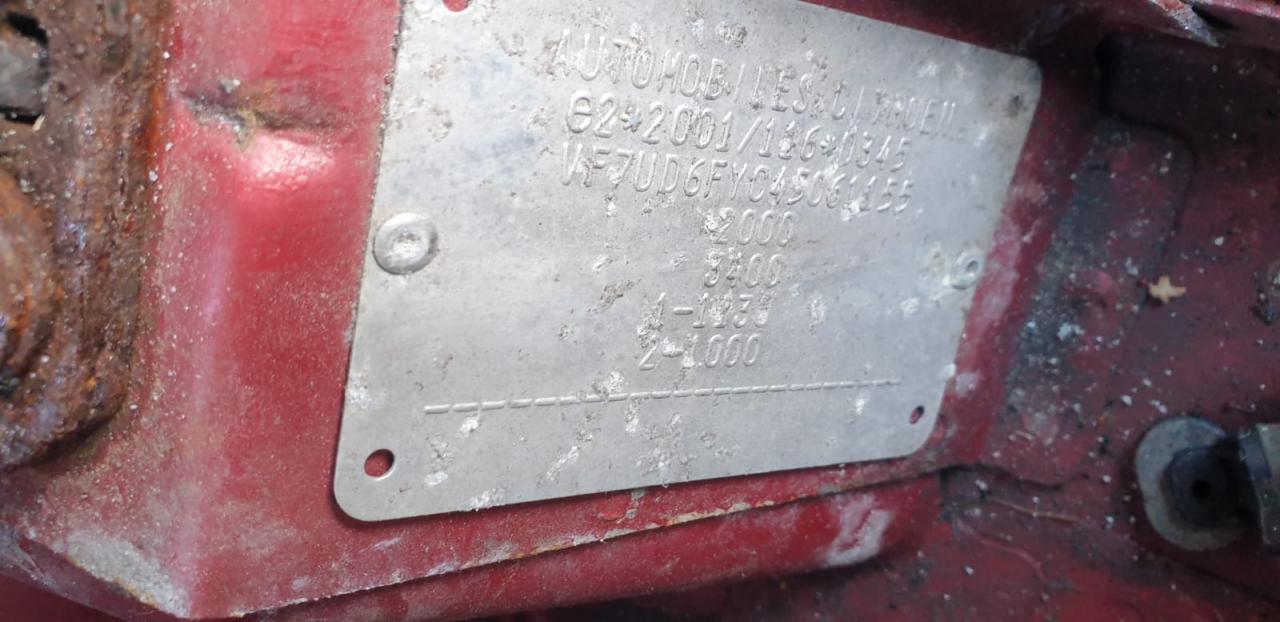 AUTOMOBILES CITROEN
e2*2001/116*0345
VF7UD6FYC45061155
2000
3400
1-1130
2-1000